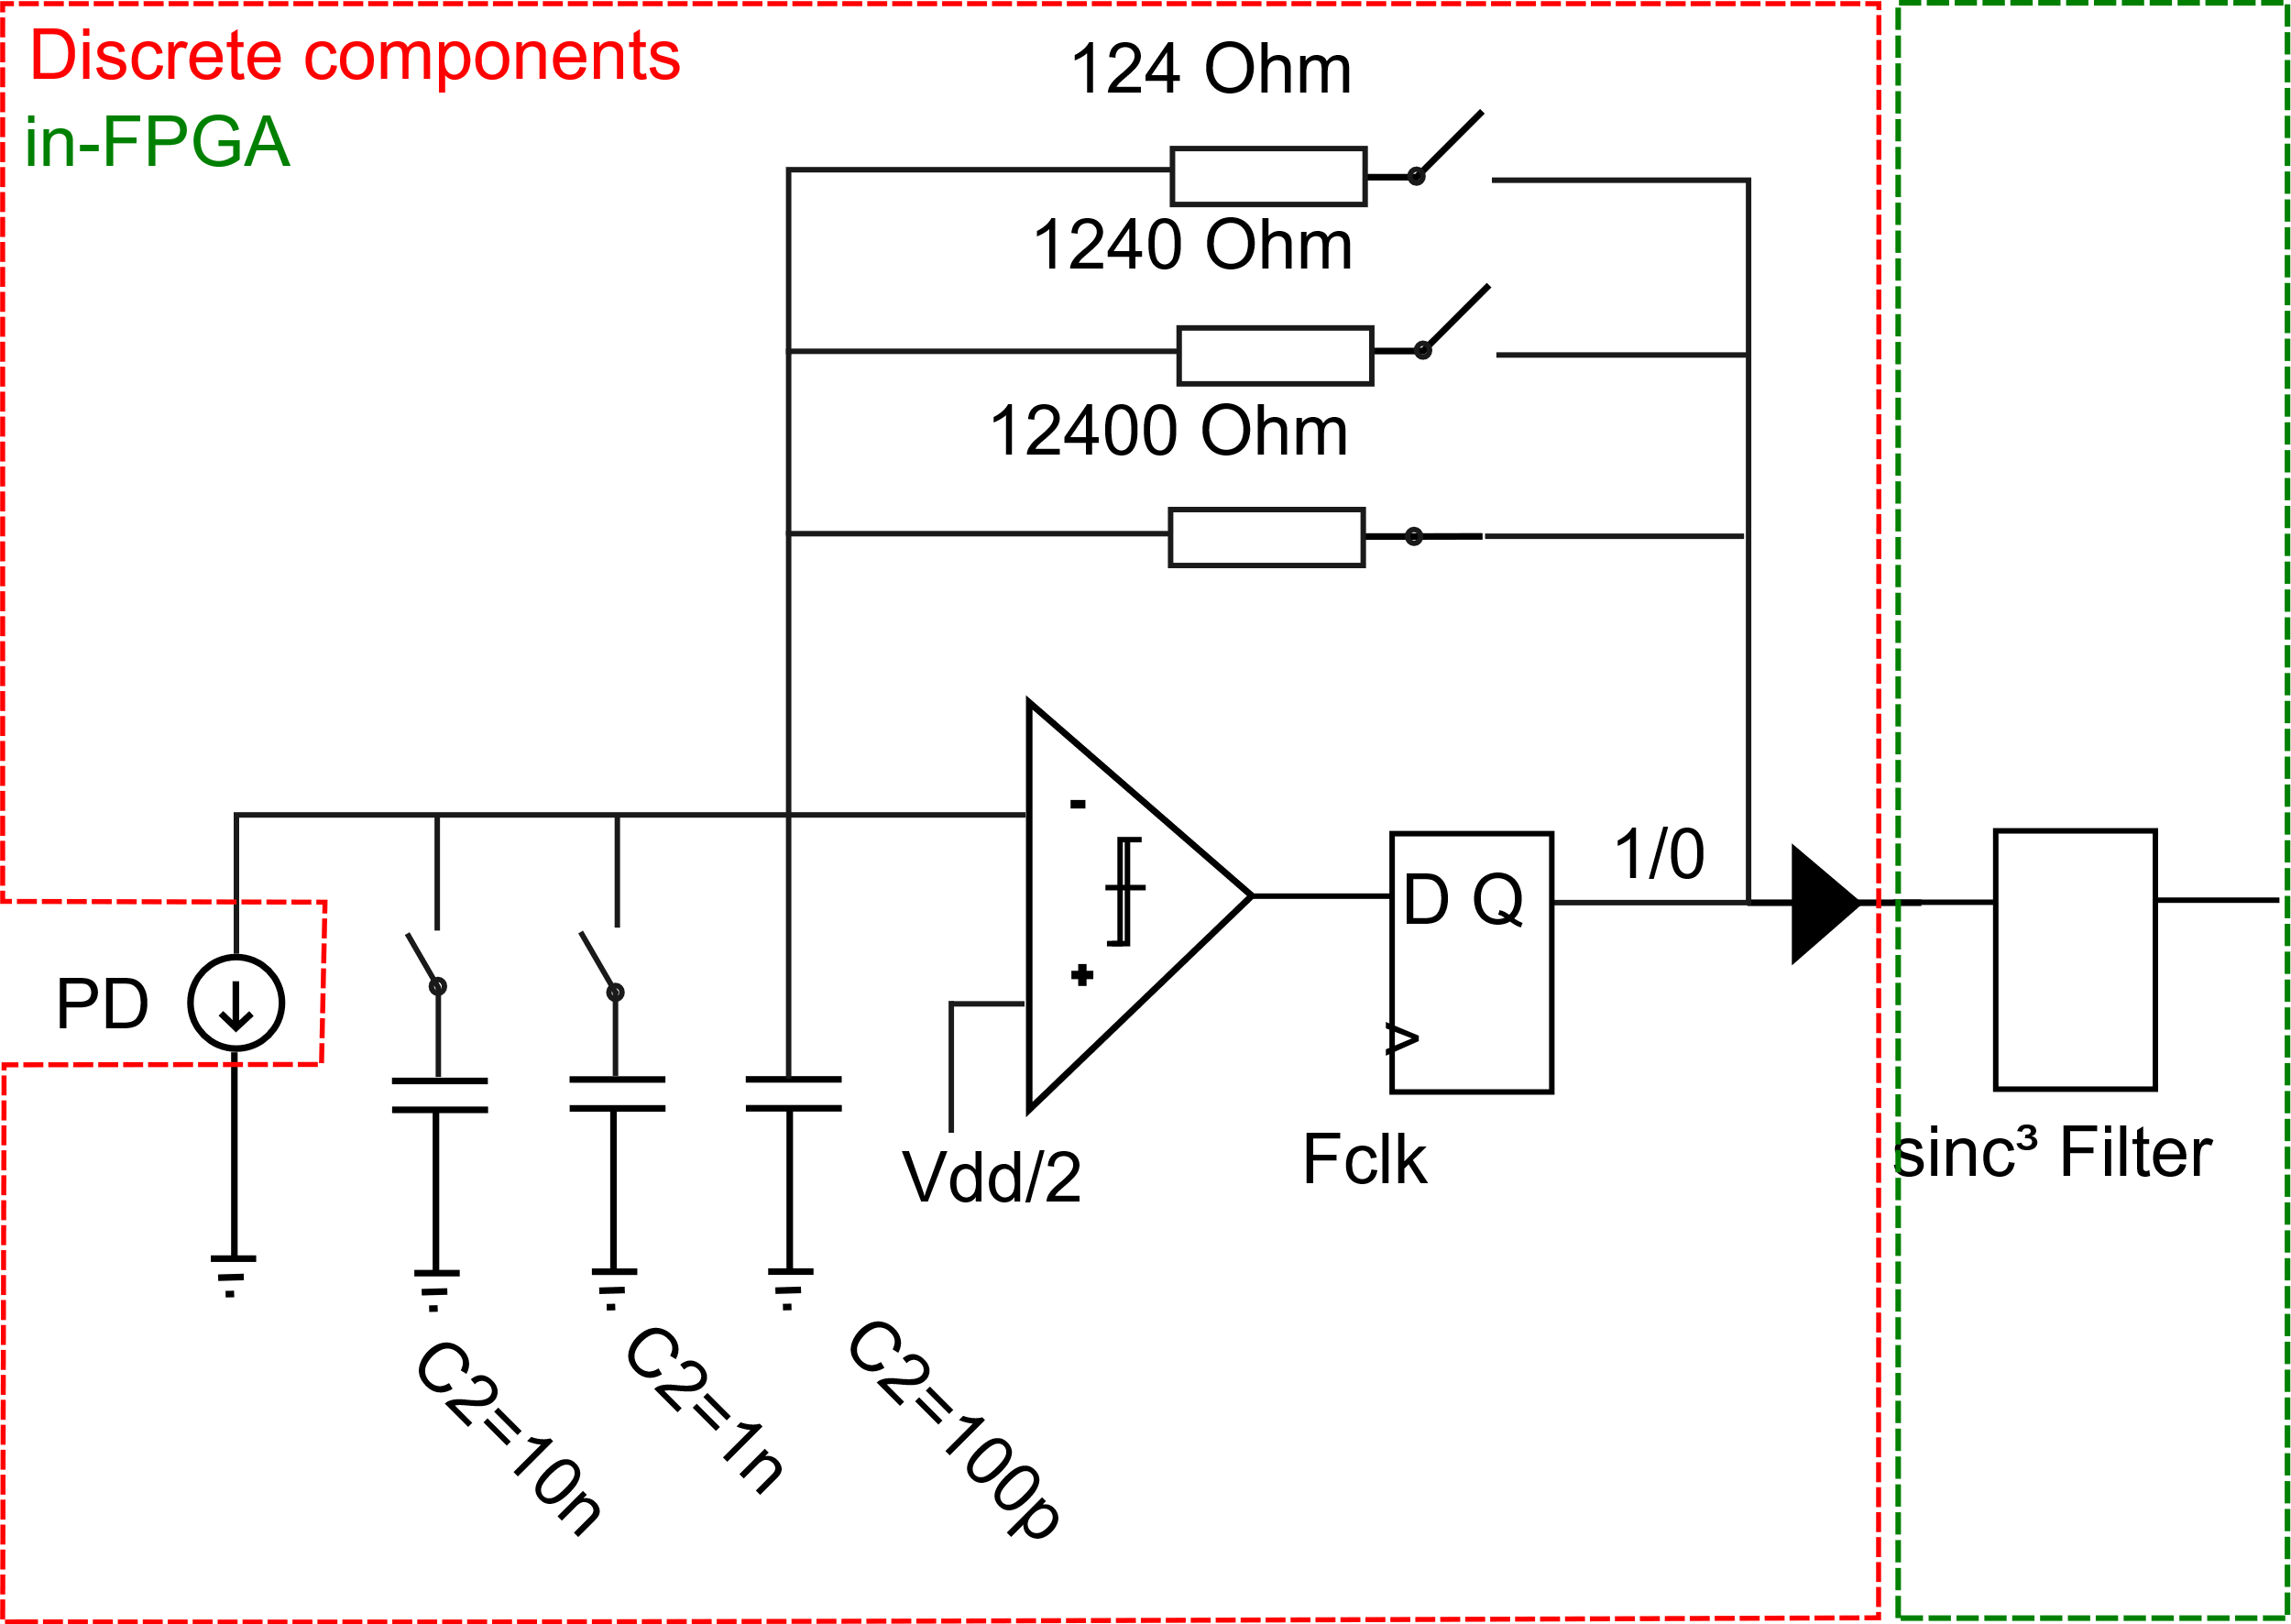 Discrete components
in-FPGA
124 Ohm
1240 Ohm
12400 Ohm
-
+
D Q
>
1/0
PD
Vdd/2
Fclk
sinc³ Filter
C2=10n
C2=1n
C2=100p